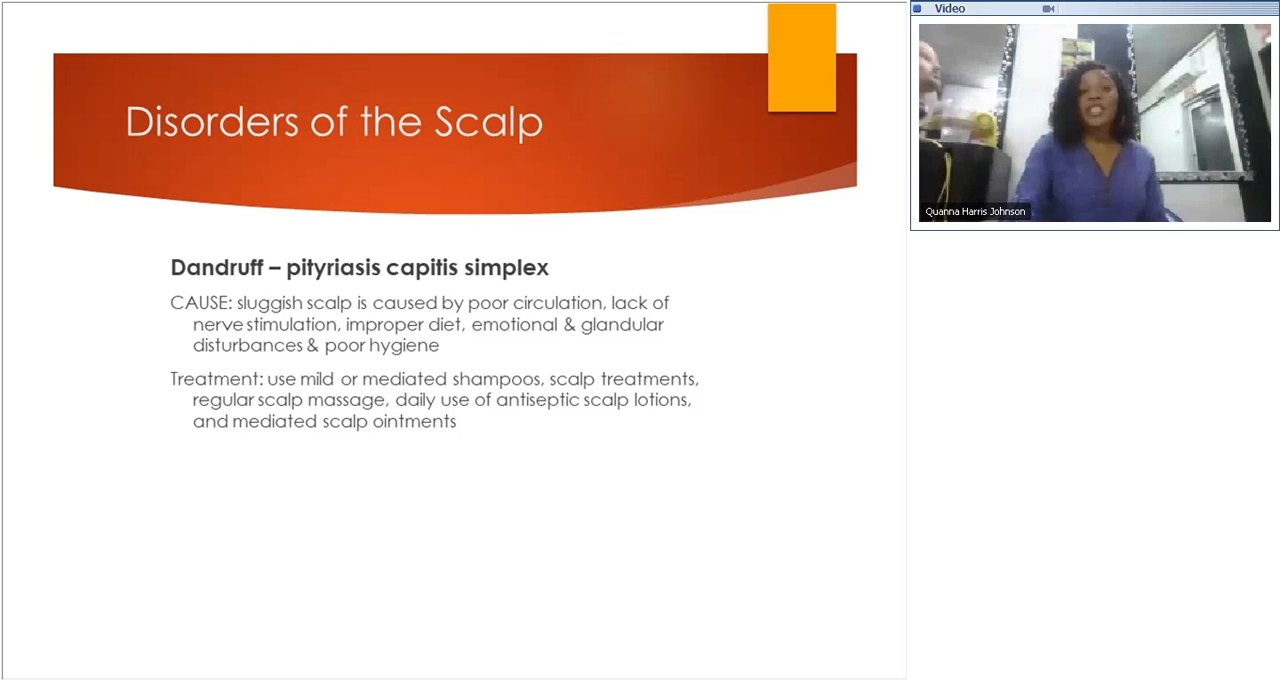 Disorders of the Scalp
Dandruff – pityriasis capitis simplex
CAUSE: sluggish scalp is caused by poor circulation, lack of
nerve stimulation, improper diet, emotional & glandular
disturbances & poor hygiene
Treatment: use mild or mediated shampoos, scalp treatments,
regular scalp massage, daily use of antiseptic scalp lotions,
and mediated scalp ointments
Video
Quanna Harris Johnson